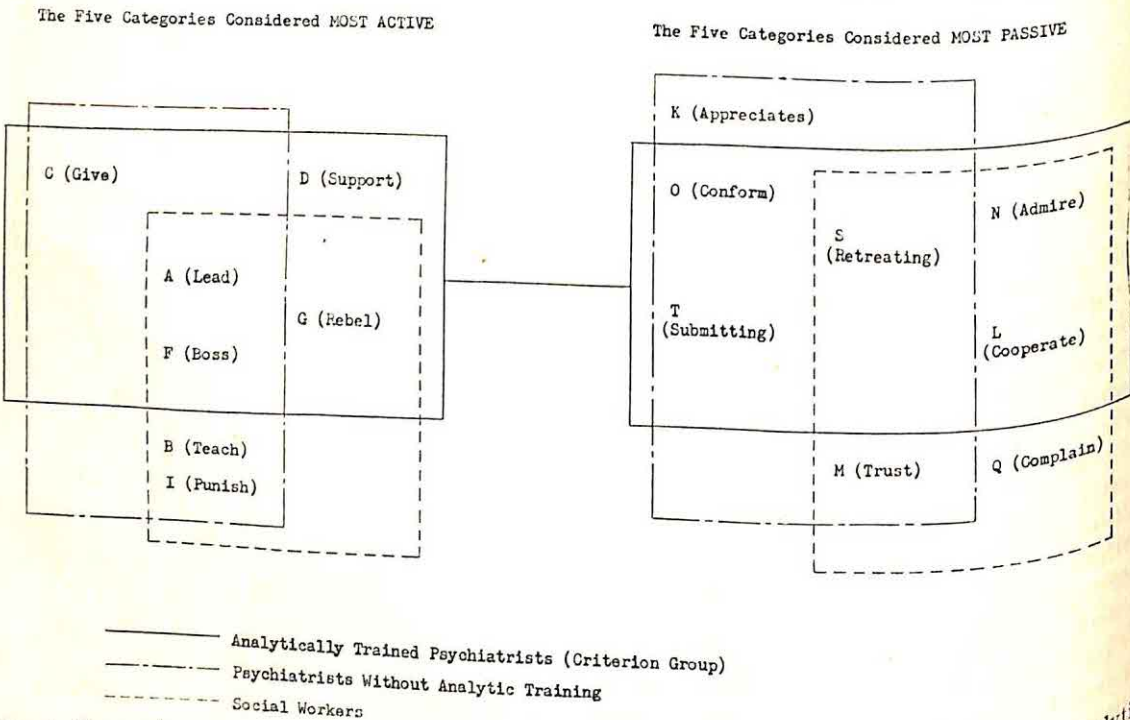 The Five Categories Considered MOST ACTIVE
The Five Categories Considered MOST PASSIVE
C (Give)
D (Support)
A (Lead)
G (Rebel)
F (Boss)
B (Teach)
I (Punish)
K (Appreciates)
O (Conform)
N (Admire)
S
(Retreating)
T
(Submitting)
L
(Cooperate)
M (Trust)
Q (Complain)
Analytically Trained Psychiatrists (Criterion Group)
Psychiatrists Without Analytic Training
Social Workers